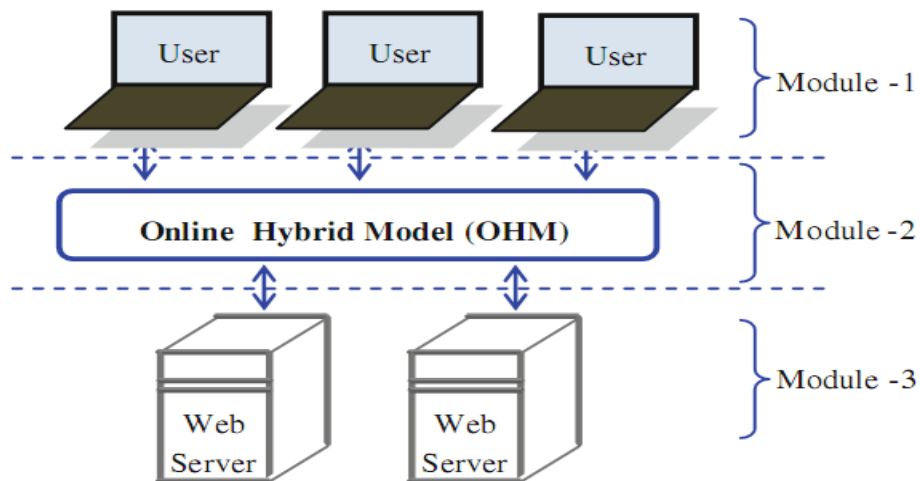 User
User
User
Module -1
Online Hybrid Model (OHM)
Module -2
Web
Server
Web
Server
Module -3